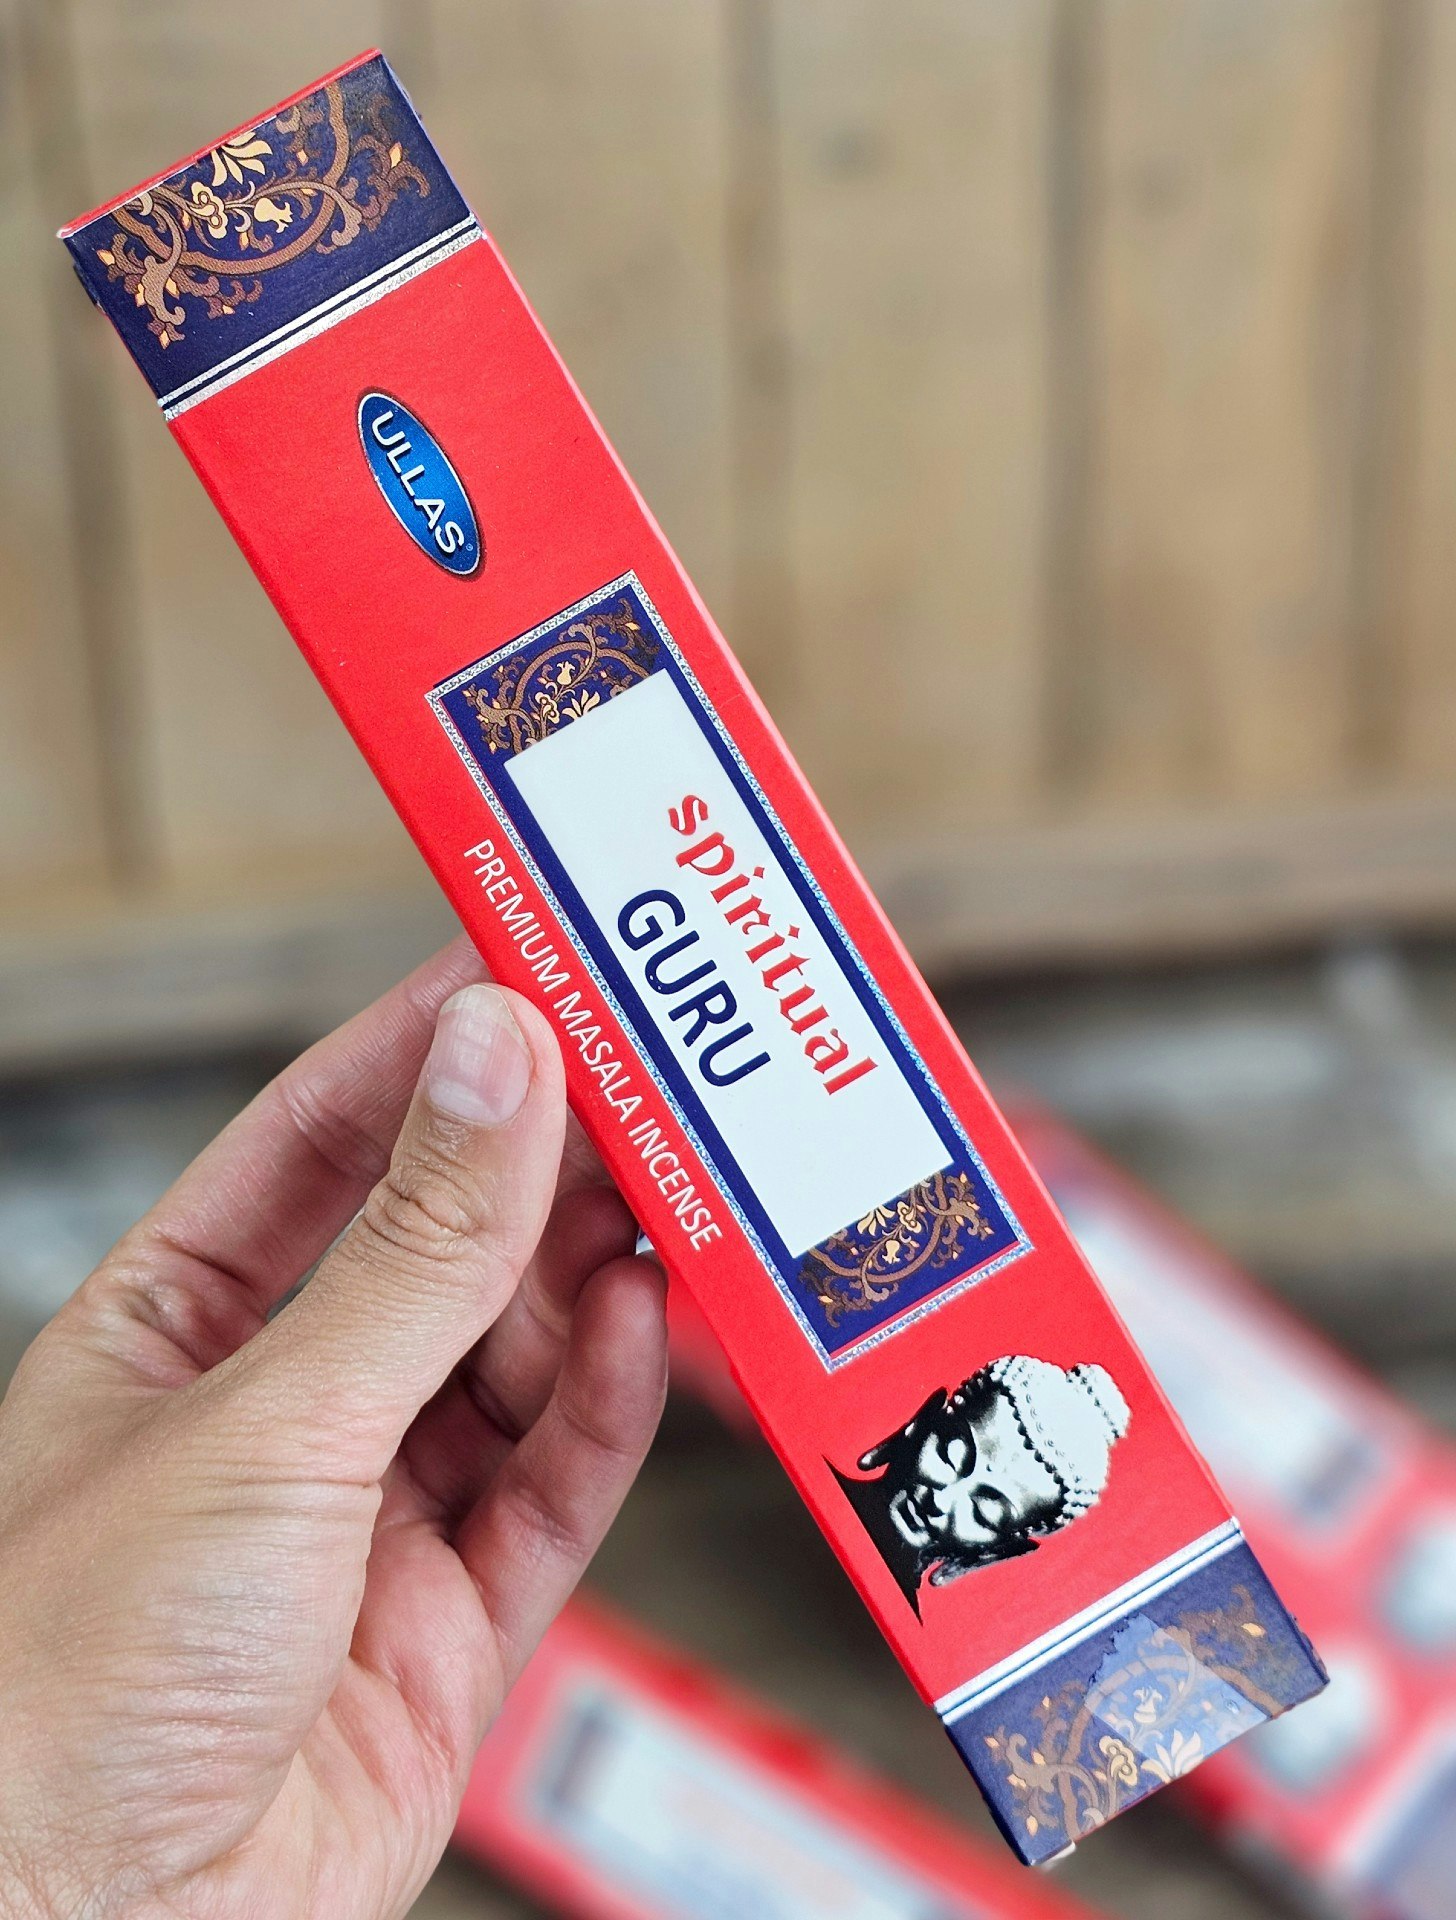 ULLAS
spiritual
GURU
PREMIUM MASALA INCENSE